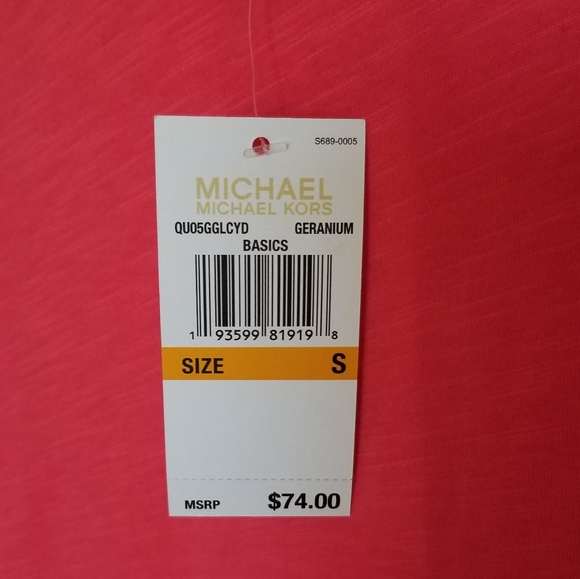 S689-0005
MICHAEL
MICHAEL KORS
QU05GGLCYD GERANIUM
BASICS
1 93599 81919 8
SIZE S
MSRP $74.00